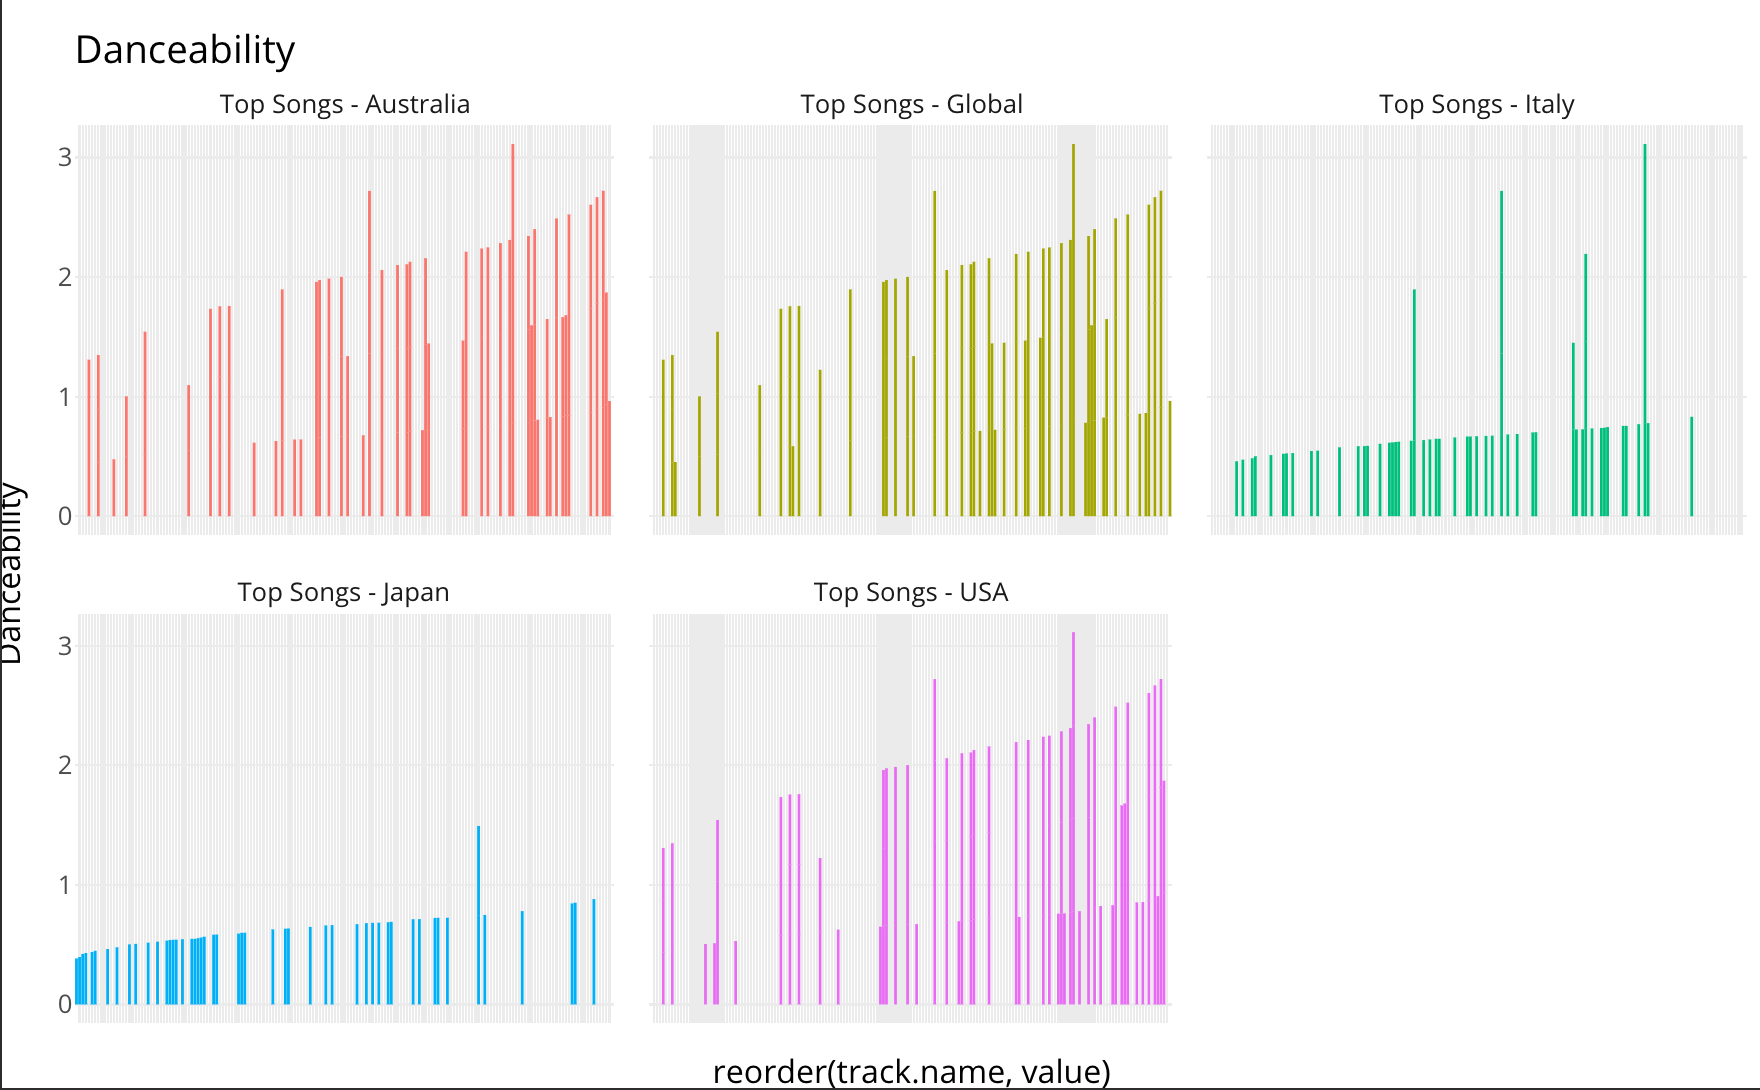 Danceability
Top Songs - Australia
Top Songs - Global
Top Songs - Italy
3
2
1
0
Danceability
Top Songs - Japan
Top Songs - USA
3
2
1
0
reorder(track.name, value)